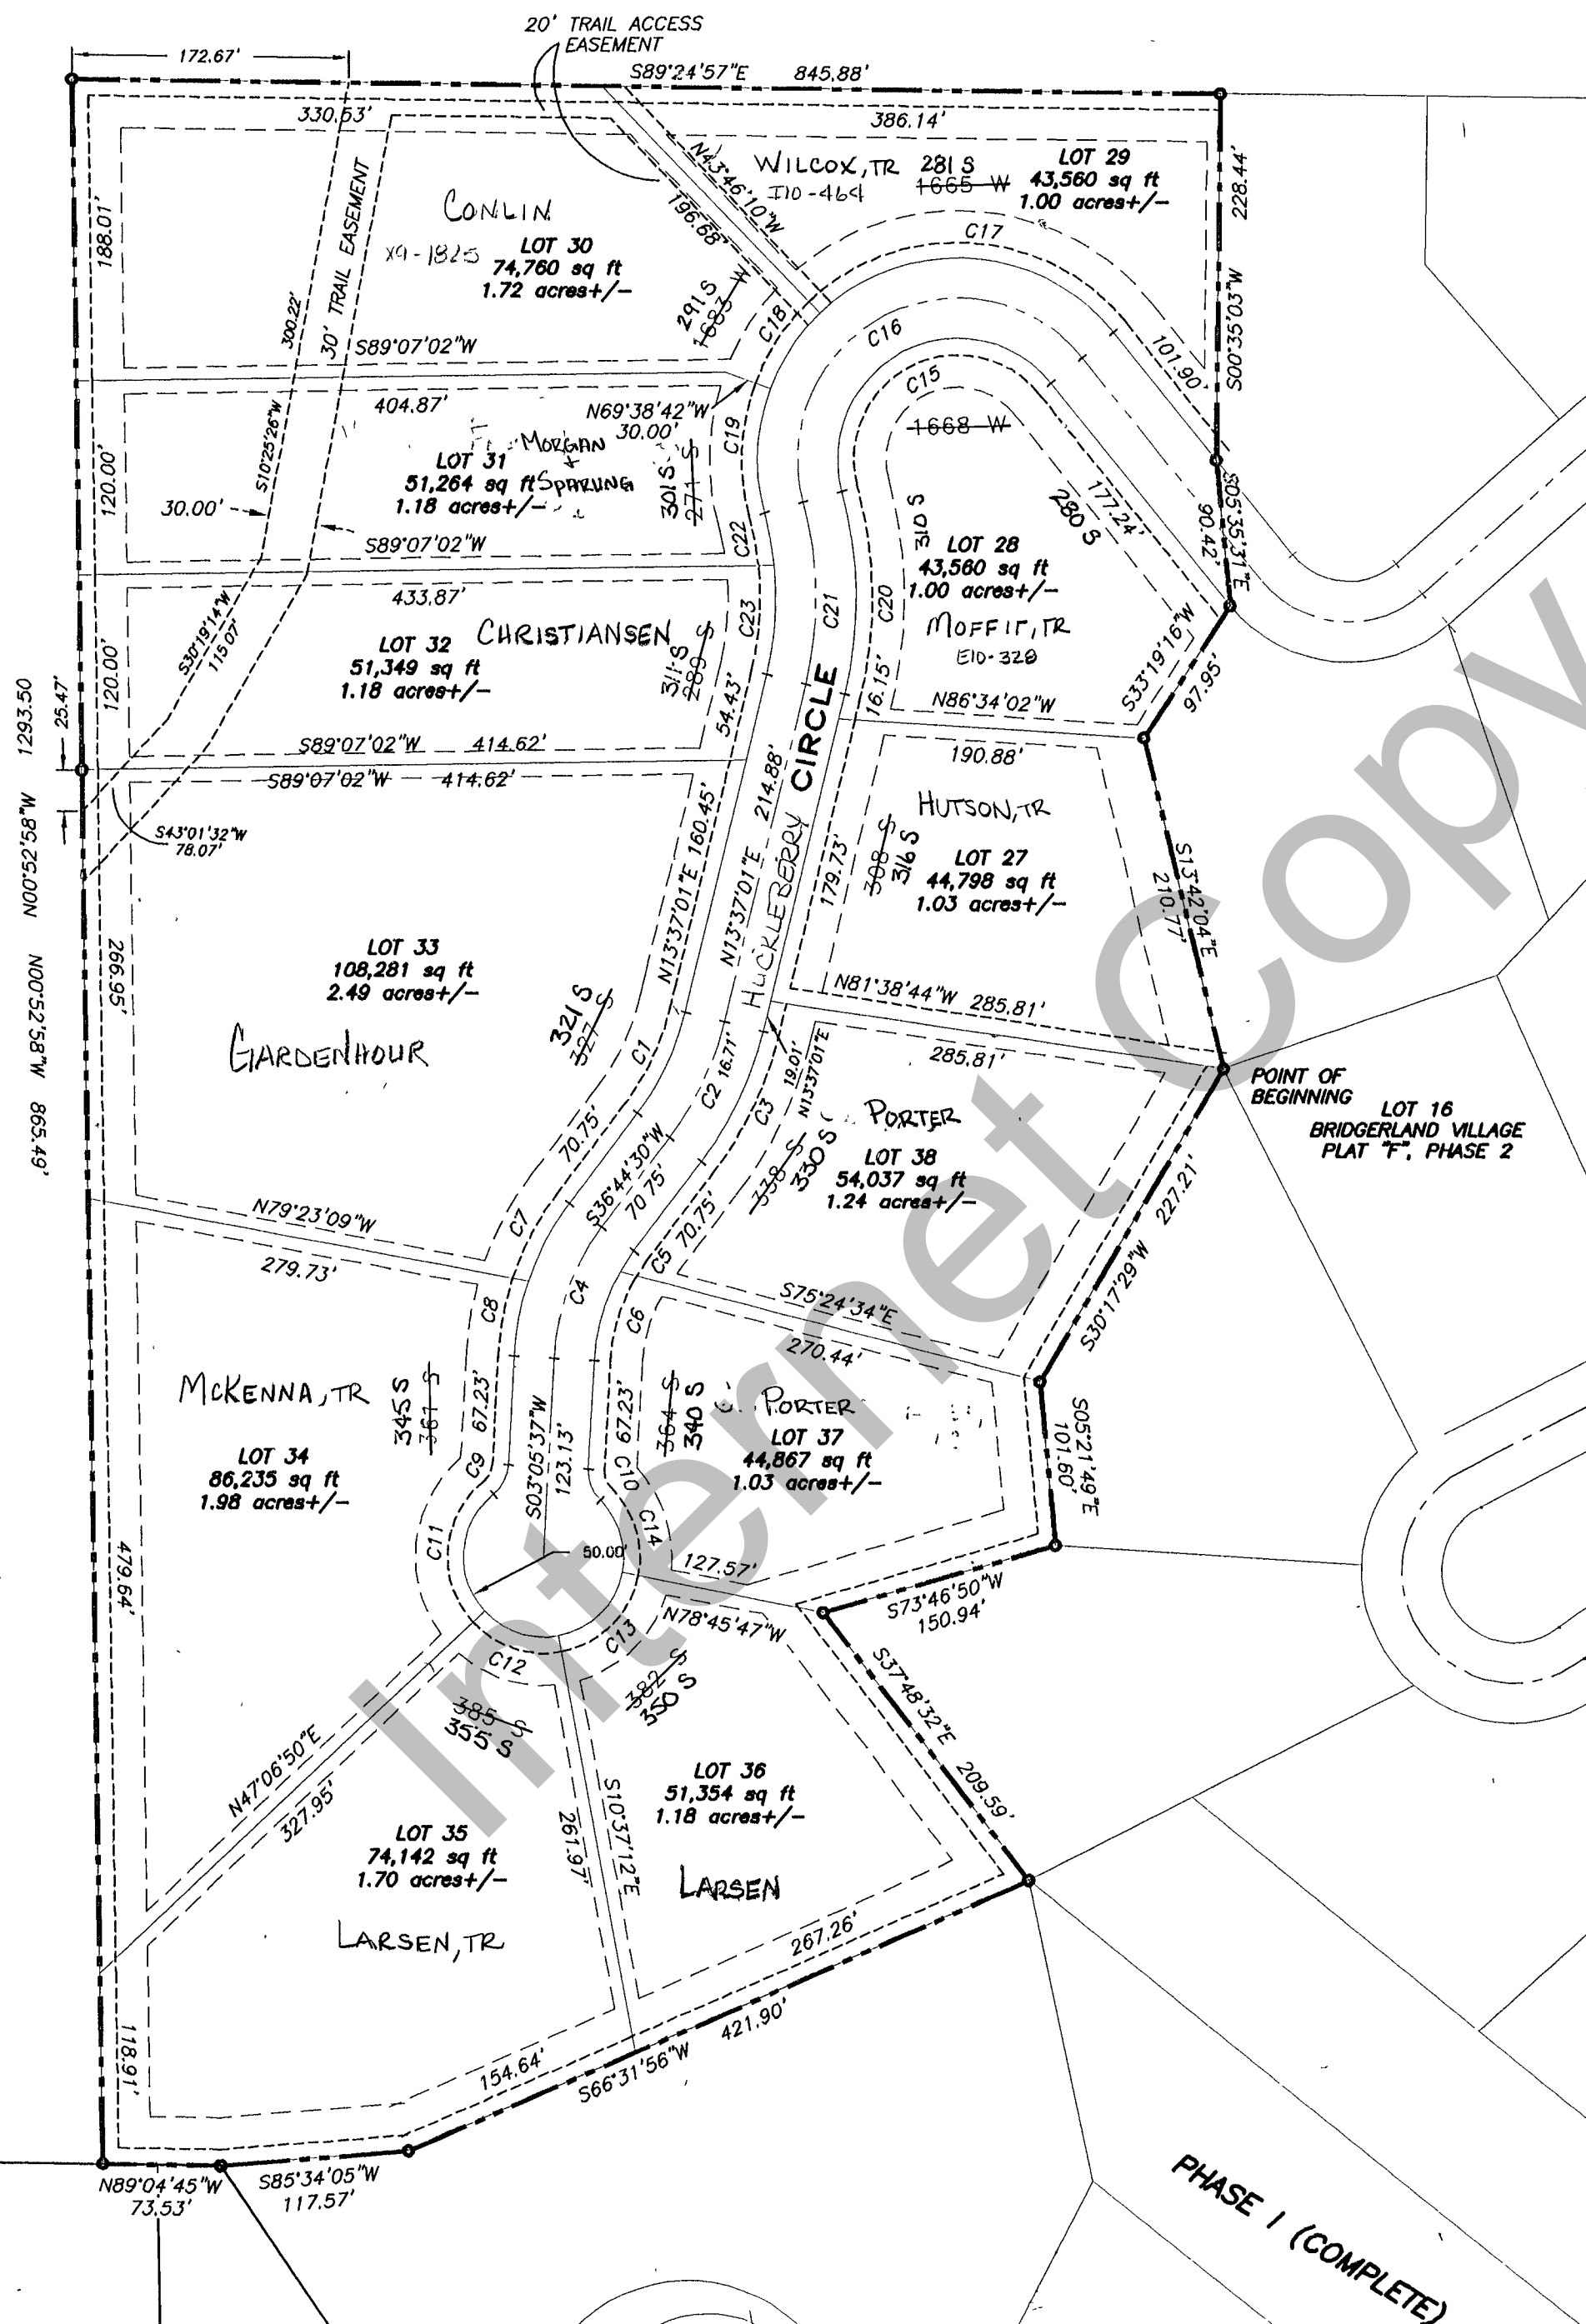 20' TRAIL ACCESS
EASEMENT
172.67'
S89°24'57"E 845.88'
330.53'
386.14'
188.01'
CONLIN
X9-1825
LOT 30
74,760 sq ft
1.72 acres+/-
30' TRAIL EASEMENT
300.22'
N43°46'10"W
196.68'
WILCOX, TR
I10-464
281 S
1665 W
LOT 29
43,560 sq ft
1.00 acres+/-
228.44'
S00°35'03"W
C17
C18
291 S
1683 W
C16
C15
101.90'
S89°07'02"W
404.87'
N69°38'42"W
30.00'
C19
1668 W
S10°25'26"W
120.00'
30.00'
MORGAN
+
SPARLING
LOT 31
51,264 sq ft
1.18 acres+/-
301 S
271 S
C22
S89°07'02"W
310 S
280 S
177.24'
90.42'
S05°35'31"E
LOT 28
43,560 sq ft
1.00 acres+/-
MOFFIT, TR
E10-328
433.87'
S30°19'14"W
115.07'
120.00'
LOT 32
51,349 sq ft
1.18 acres+/-
CHRISTIANSEN
311 S
289 S
C23
C21
C20
54.43'
16.15'
N86°34'02"W
190.88'
S33°19'16"W
97.95'
25.47'
1293.50
N00°52'58"W
S89°07'02"W 414.62'
S89°07'02"W 414.62'
S43°01'32"W
78.07'
HUCKLEBERRY CIRCLE
N13°37'01"E 160.45'
N13°37'01"E 214.88'
179.73'
HUTSON, TR
308 S
316 S
LOT 27
44,798 sq ft
1.03 acres+/-
S13°42'04"E
210.77'
N00°52'58"W 865.49'
266.95'
LOT 33
108,281 sq ft
2.49 acres+/-
GARDENHOUR
321 S
327 S
C1
N81°38'44"W 285.81'
285.81'
C2 16.71'
C3
19.01'
N13°37'01"E
POINT OF
BEGINNING
LOT 16
BRIDGERLAND VILLAGE
PLAT "F", PHASE 2
PORTER
338 S
330 S
LOT 38
54,037 sq ft
1.24 acres+/-
70.75'
S36°44'30"W
70.75'
C5 70.75'
227.21'
S30°17'29"W
N79°23'09"W
279.73'
C7
C4
C8
C6
S75°24'34"E
270.44'
MCKENNA, TR
345 S
361 S
LOT 34
86,235 sq ft
1.98 acres+/-
67.23'
C9
S03°05'37"W
123.13'
67.23'
C10
364 S
340 S
PORTER
LOT 37
44,867 sq ft
1.03 acres+/-
S05°21'49"E
101.60'
C11
C14
50.00'
127.57'
N78°45'47"W
S73°46'50"W
150.94'
479.64'
C12
C13
385 S
355 S
382 S
350 S
S37°48'32"E 209.59'
N47°06'50"E
327.95'
LOT 36
51,354 sq ft
1.18 acres+/-
LARSEN
S10°37'12"E
261.97'
LOT 35
74,142 sq ft
1.70 acres+/-
LARSEN, TR
267.26'
118.91'
154.64'
S66°31'56"W 421.90'
N89°04'45"W
73.53'
S85°34'05"W
117.57'
PHASE 1 (COMPLETE)
Internet Copy